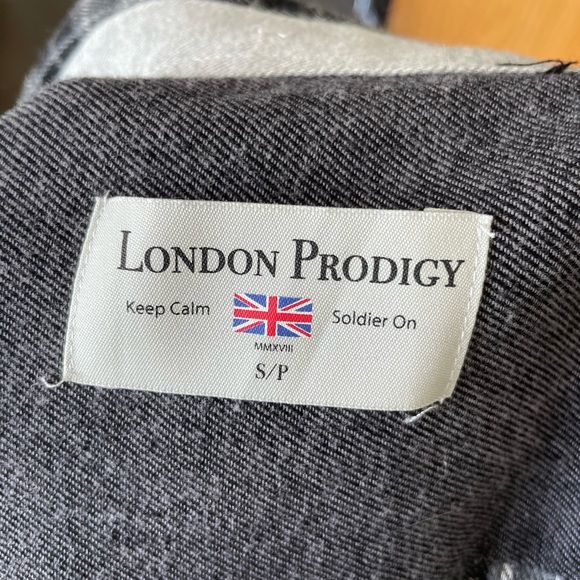 LONDON PRODIGY
Keep Calm Soldier On
MMXVIII
S/P